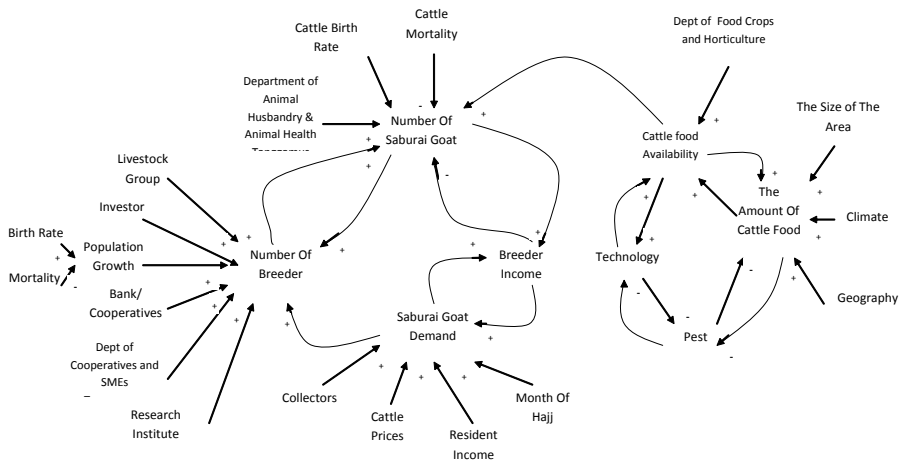 Cattle Birth
Rate
Cattle
Mortality
Dept of Food Crops
and Horticulture
Department of
Animal
Husbandry &
Animal Health
Number Of
Saburai Goat
Cattle food
Availability
The Size of The
Area
Livestock
Group
Investor
Birth Rate
Mortality
Population
Growth
Bank/
Cooperatives
Dept of
Cooperatives and
SMEs
Research
Institute
Number Of
Breeder
Breeder
Income
Saburai Goat
Demand
Collectors
Cattle
Prices
Resident
Income
Month Of
Hajj
Technology
The
Amount Of
Cattle Food
Climate
Geography
Pest